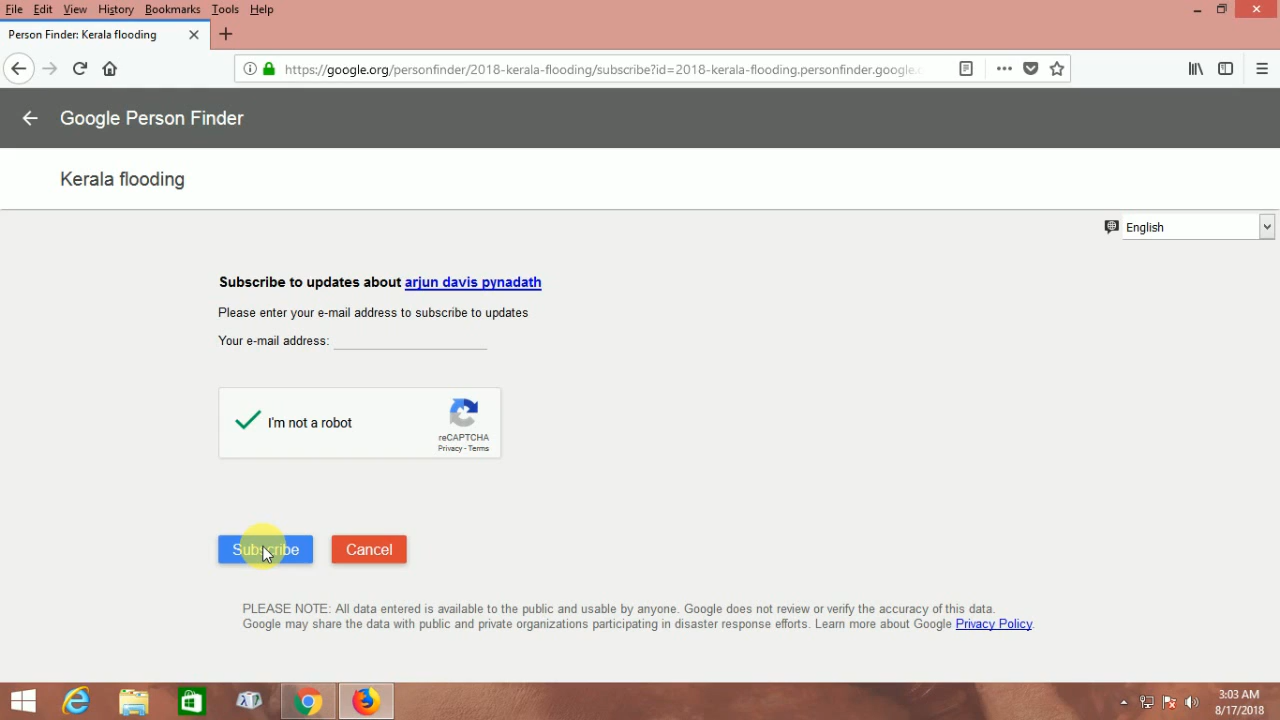 File Edit View History Bookmarks Tools Help
Person Finder: Kerala flooding
https://google.org/personfinder/2018-kerala-flooding/subscribe?id=2018-kerala-flooding.personfinder.google.
Google Person Finder
Kerala flooding
English
Subscribe to updates about arjun davis pynadath
Please enter your e-mail address to subscribe to updates
Your e-mail address:
I'm not a robot
reCAPTCHA
Privacy - Terms
Subscribe Cancel
PLEASE NOTE: All data entered is available to the public and usable by anyone. Google does not review or verify the accuracy of this data.
Google may share the data with public and private organizations participating in disaster response efforts. Learn more about Google Privacy Policy.
3:03 AM
8/17/2018